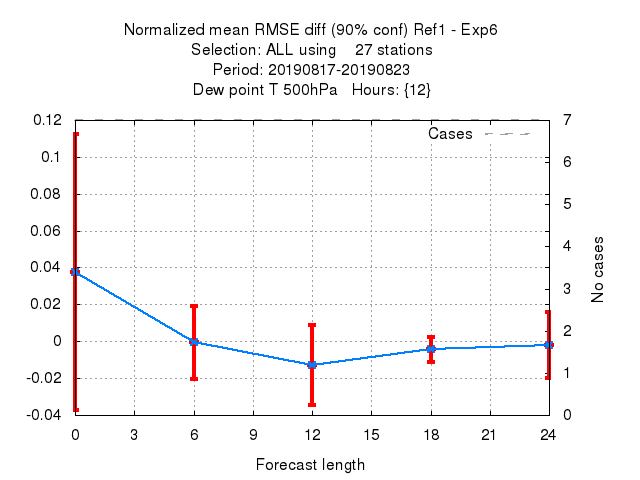 Normalized mean RMSE diff (90% conf) Ref1 - Exp6
Selection: ALL using    27 stations
Period: 20190817-20190823
Dew point T 500hPa   Hours: {12}
Cases
0.12
0.1
0.08
0.06
0.04
0.02
0
-0.02
-0.04
7
6
5
4
3
2
1
0
No cases
0 3 6 9 12 15 18 21 24
Forecast length